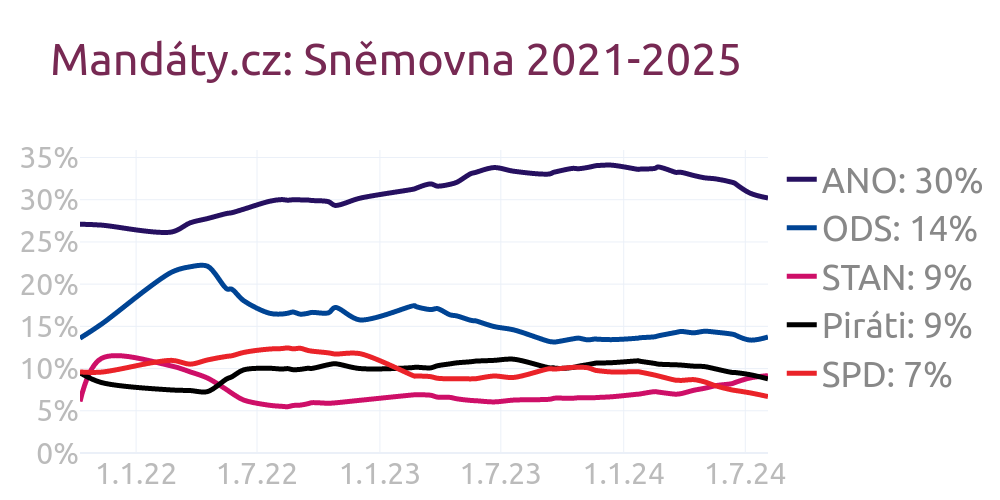 Mandáty.cz: Sněmovna 2021-2025
35%
30%
25%
20%
15%
10%
5%
0%
1.1.22 1.7.22 1.1.23 1.7.23 1.1.24 1.7.24
ANO: 30%
ODS: 14%
STAN: 9%
Piráti: 9%
SPD: 7%